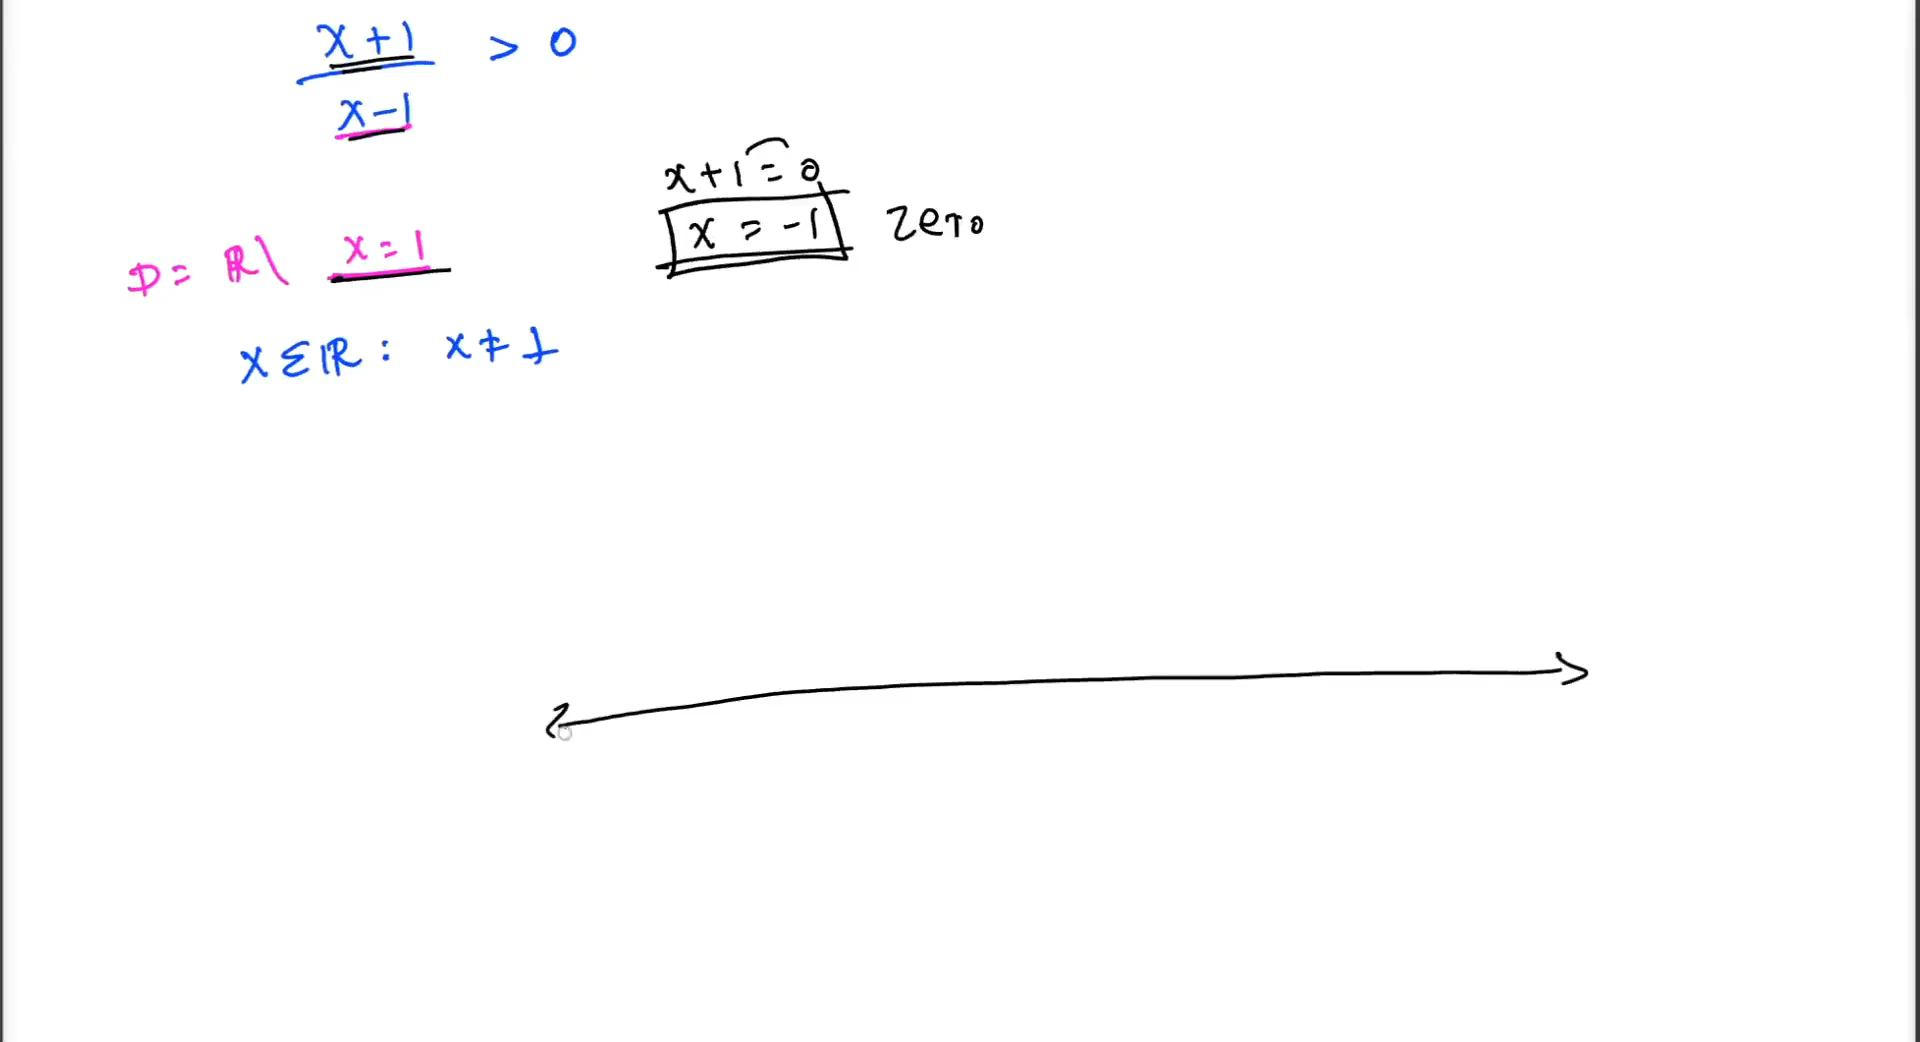 x+1
x-1 > 0
x+1=0
x = -1 zero
D = ℝ\ x=1
x ∈ ℝ : x ≠ 1